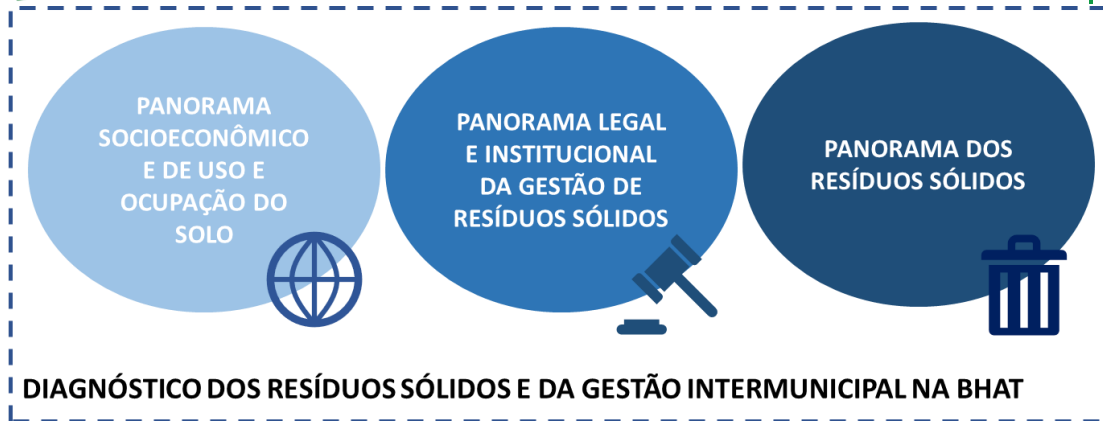 PANORAMA
SOCIOECONÔMICO
E DE USO E
OCUPAÇÃO DO
SOLO
PANORAMA LEGAL
E INSTITUCIONAL
DA GESTÃO DE
RESÍDUOS SÓLIDOS
PANORAMA DOS
RESÍDUOS SÓLIDOS
DIAGNÓSTICO DOS RESÍDUOS SÓLIDOS E DA GESTÃO INTERMUNICIPAL NA BHAT